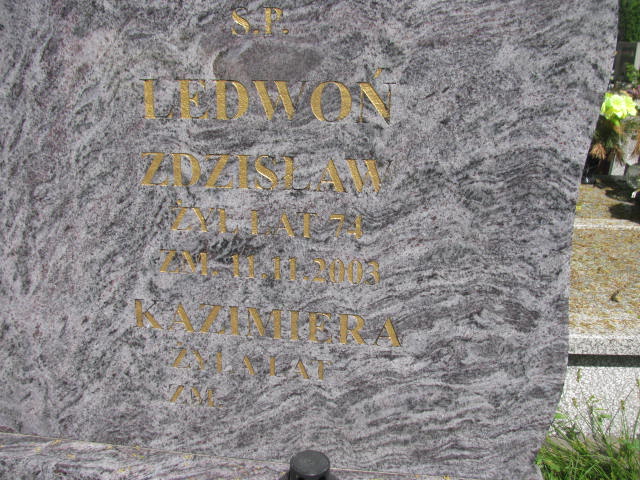 Ś.P.
LEDWOŃ
ZDZISŁAW
ŻYŁ LAT 74
ZM. 11.11.2003
KAZIMIERA
ŻYŁA LAT
ZM.